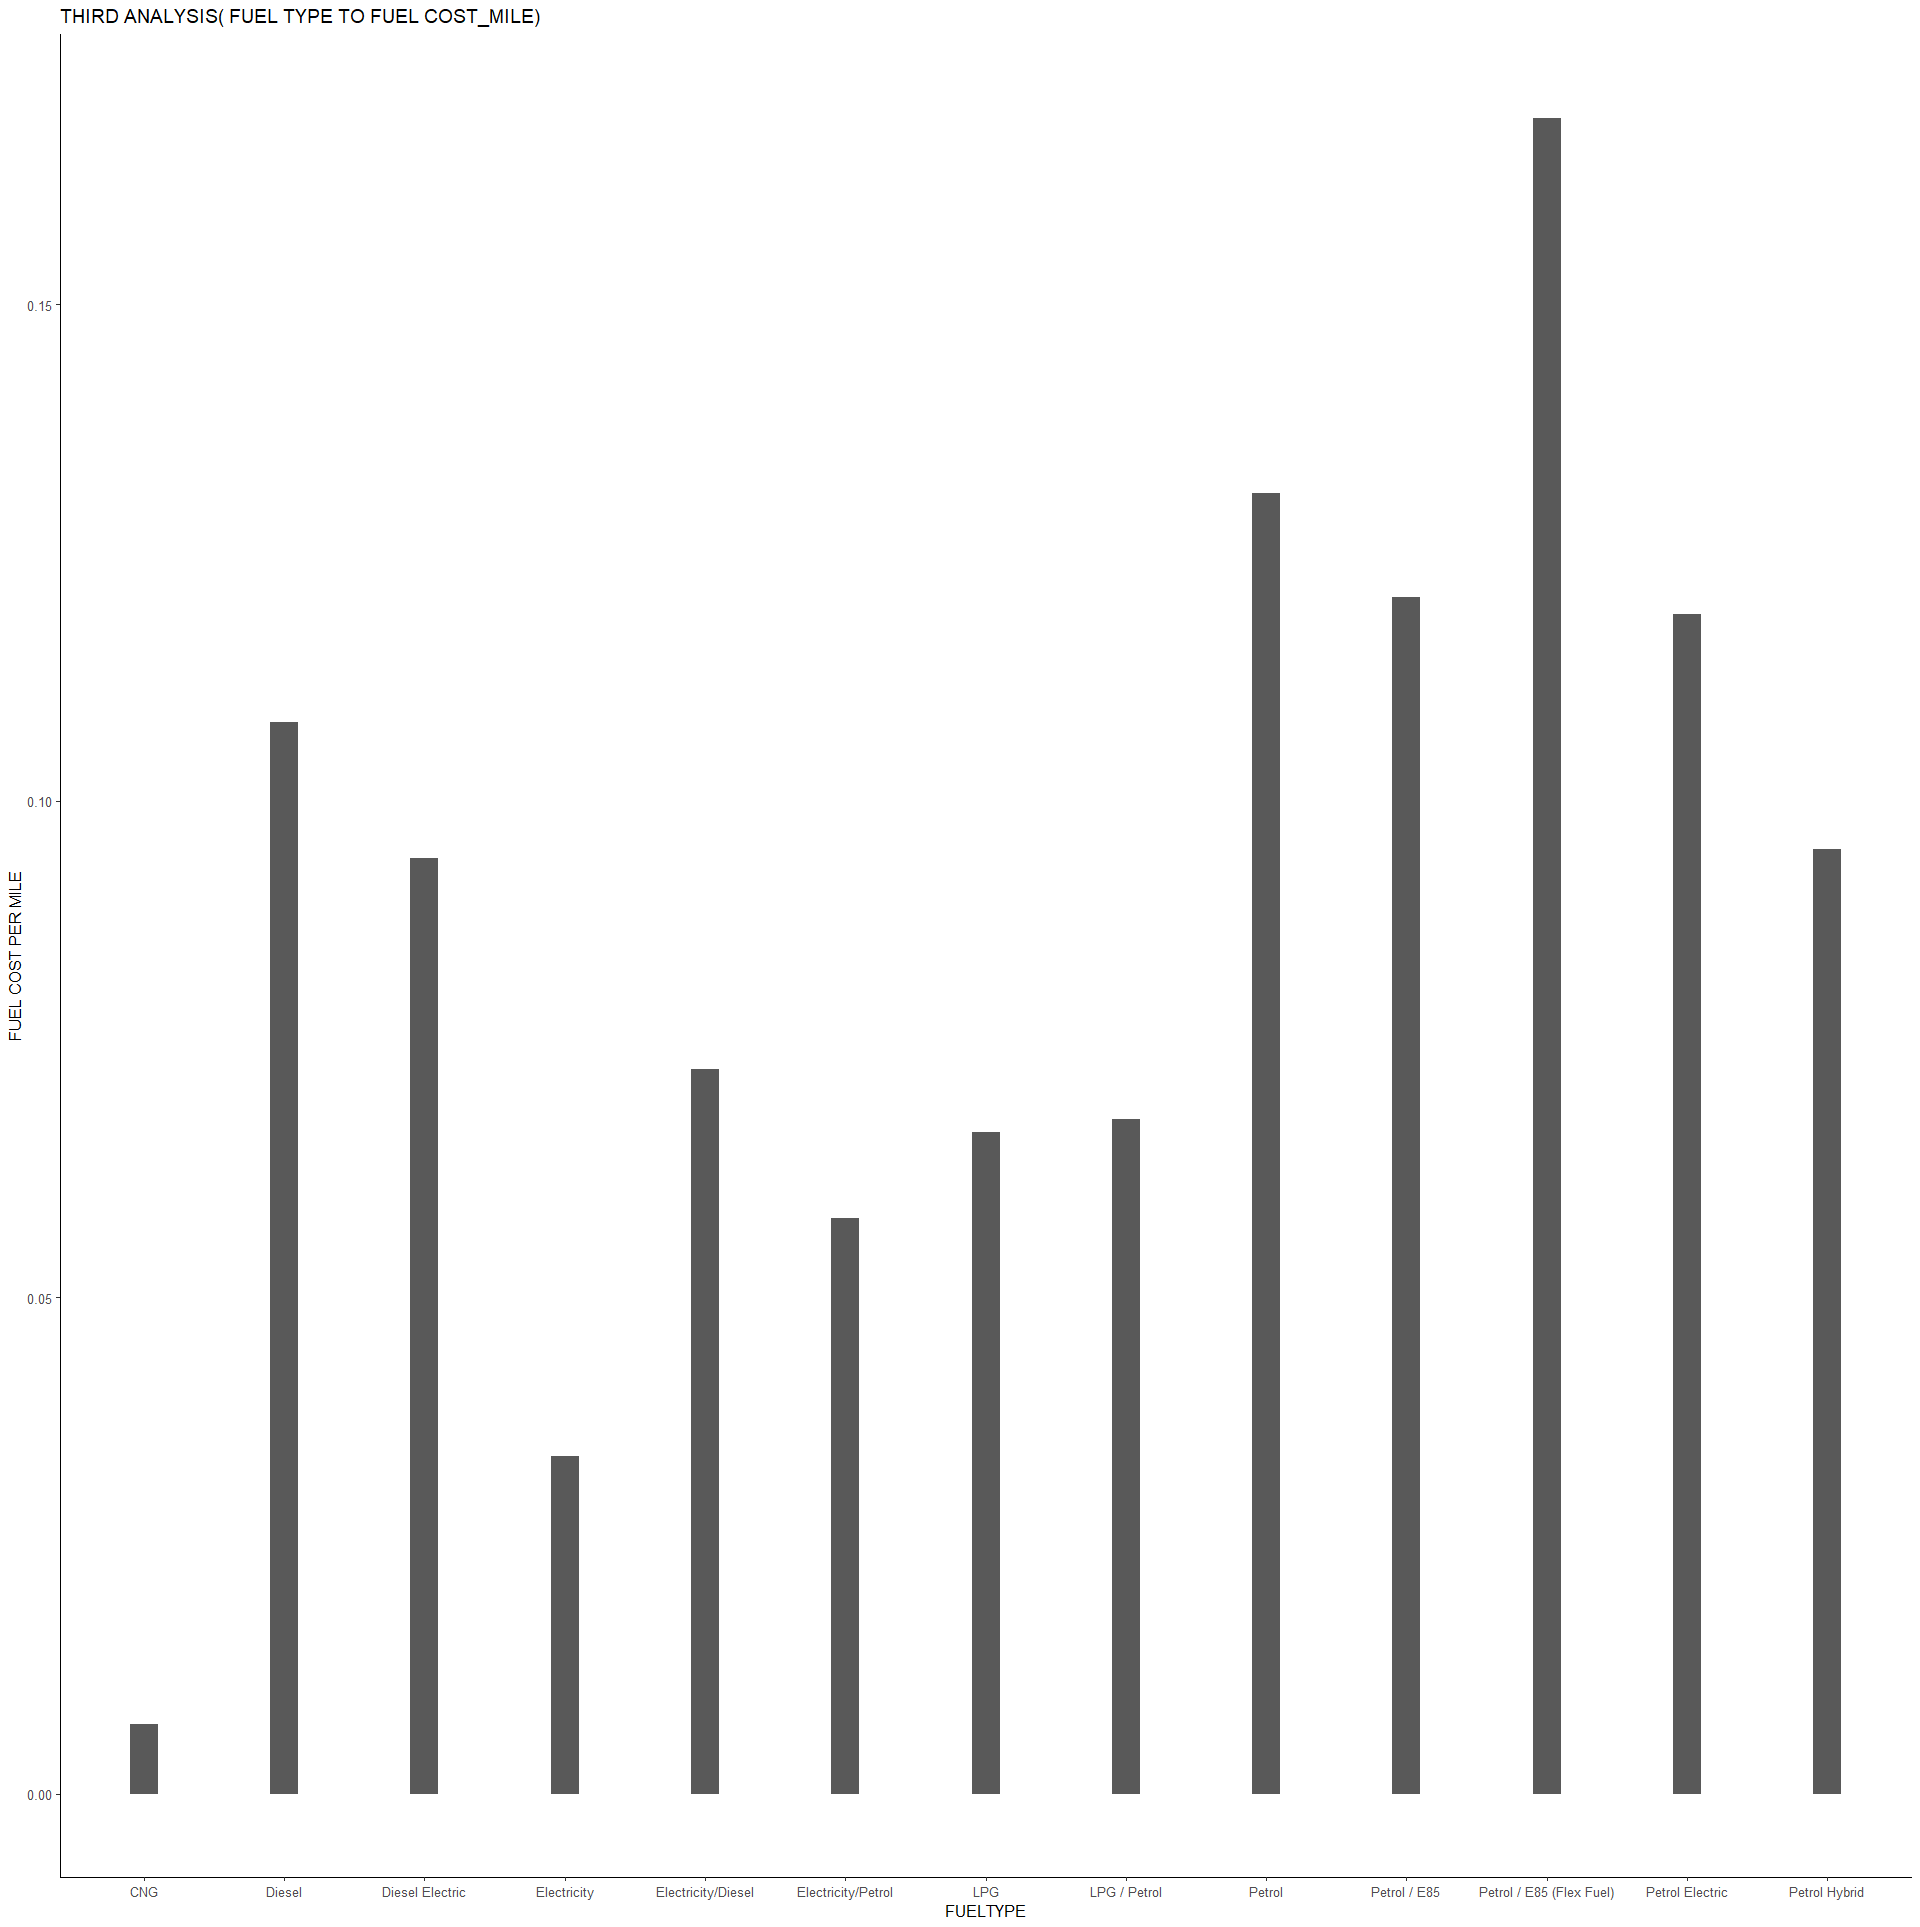 THIRD ANALYSIS( FUEL TYPE TO FUEL COST_MILE)
FUEL COST PER MILE
0.15
0.10
0.05
0.00
CNG Diesel Diesel Electric Electricity Electricity/Diesel Electricity/Petrol LPG LPG / Petrol Petrol Petrol / E85 Petrol / E85 (Flex Fuel) Petrol Electric Petrol Hybrid
FUELTYPE